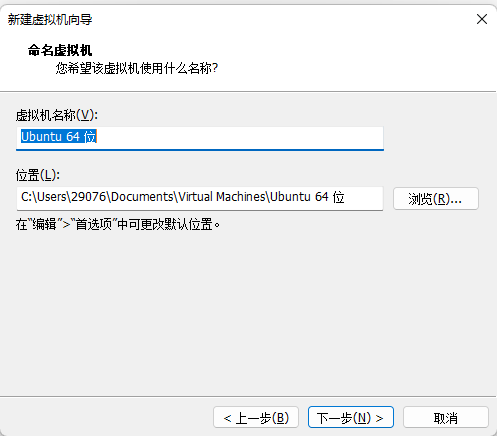 新建虚拟机向导
命名虚拟机
您希望该虚拟机使用什么名称?
虚拟机名称(V):
Ubuntu 64 位
位置(L):
C:\Users\29076\Documents\Virtual Machines\Ubuntu 64 位
浏览(R)...
在“编辑”>“首选项”中可更改默认位置。
< 上一步(B)
下一步(N) >
取消